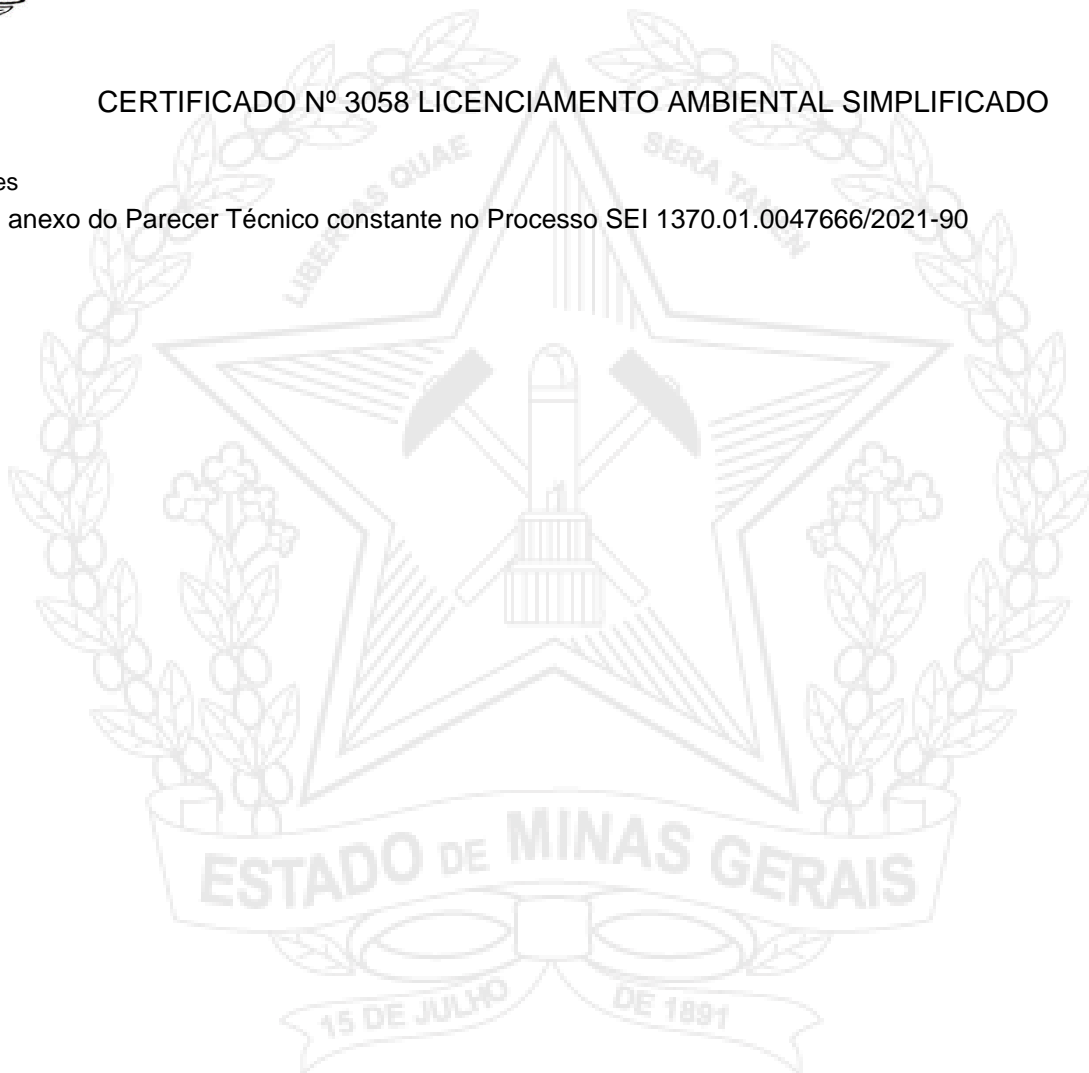 CERTIFICADO Nº 3058 LICENCIAMENTO AMBIENTAL SIMPLIFICADO
es
anexo do Parecer Técnico constante no Processo SEI 1370.01.0047666/2021-90
LIBERTAS QUAE SERA TAMEN
ESTADO DE MINAS GERAIS
15 DE JULHO DE 1891